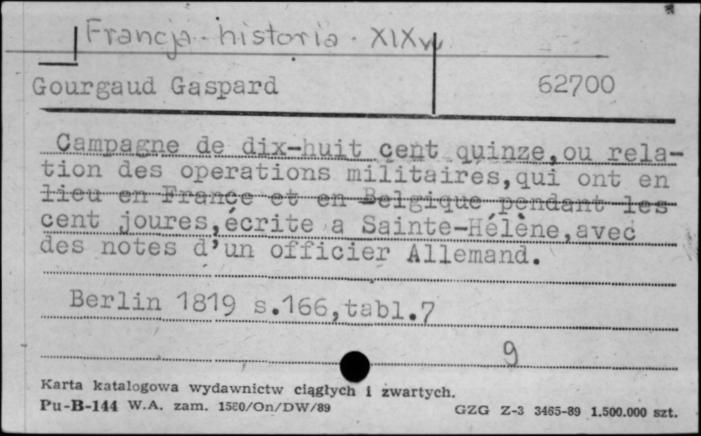 Francja - historia - XIXw
Gourgaud Gaspard 62700
Campagne de dix-huit cent quinze,ou rela-
tion des operations militaires,qui ont en
lieu en France et en Belgique pendant les
cent joures,écrite a Sainte-Hélène,avec
des notes d'un officier Allemand.
Berlin 1819 s.166,tabl.7
9
Karta katalogowa wydawnictw ciągłych i zwartych.
Pu-B-144 W.A. zam. 1580/On/DW/89 GZG Z-3 3465-89 1.500.000 szt.